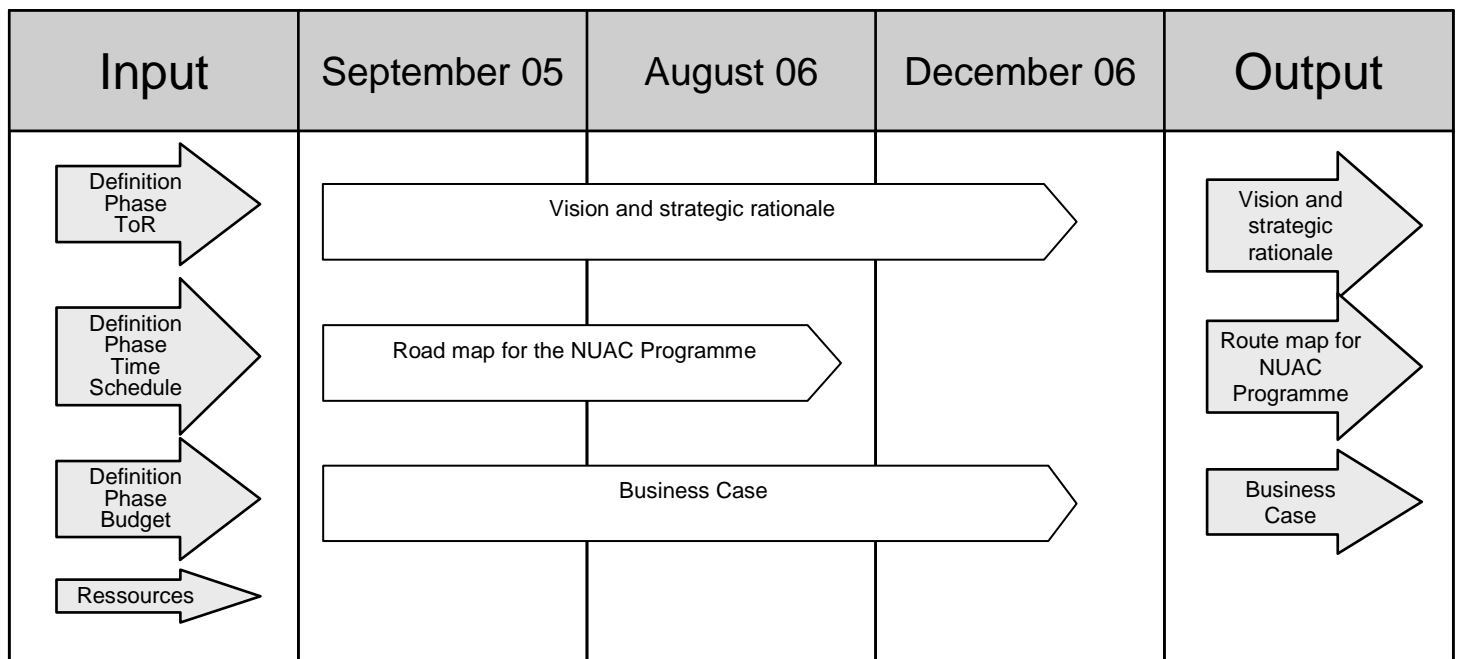 Input
September 05
August 06
December 06
Output
Definition
Phase
ToR
Vision and strategic rationale
Vision and
strategic
rationale
Definition
Phase
Time
Schedule
Road map for the NUAC Programme
Route map for
NUAC
Programme
Definition
Phase
Budget
Business Case
Business
Case
Ressources